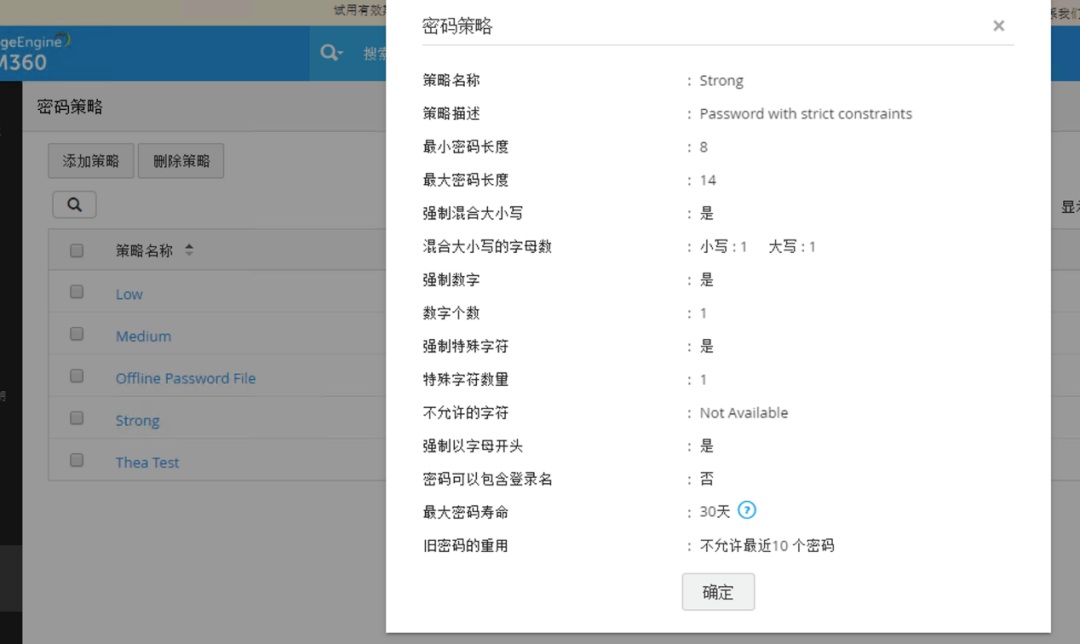 试用有效
geEngine
M360
搜索
密码策略
添加策略 删除策略
策略名称
Low
Medium
Offline Password File
Strong
Thea Test
密码策略 ×
策略名称 : Strong
策略描述 : Password with strict constraints
最小密码长度 : 8
最大密码长度 : 14
强制混合大小写 : 是
混合大小写的字母数 : 小写 : 1 大写 : 1
强制数字 : 是
数字个数 : 1
强制特殊字符 : 是
特殊字符数量 : 1
不允许的字符 : Not Available
强制以字母开头 : 是
密码可以包含登录名 : 否
最大密码寿命 : 30天 ?
旧密码的重用 : 不允许最近10 个密码
确定
系我们
显